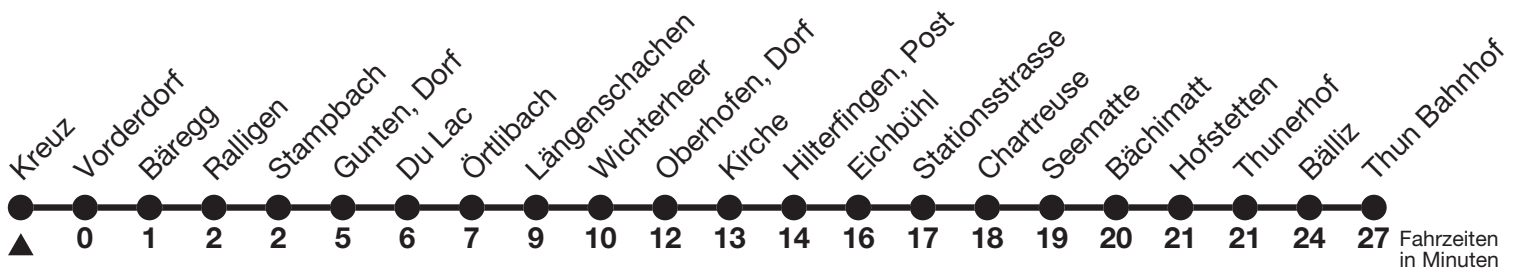 Kreuz
Vorderdorf
Bäregg
Ralligen
Stampbach
Gunten, Dorf
Du Lac
Örtlibach
Längenschachen
Wichterheer
Oberhofen, Dorf
Kirche
Hilterfingen, Post
Eichbühl
Stationsstrasse
Chartreuse
Seematte
Bächimatt
Hofstetten
Thunerhof
Bälliz
Thun Bahnhof
0 1 2 2 5 6 7 9 10 12 13 14 16 17 18 19 20 21 21 24 27 Fahrzeiten
in Minuten